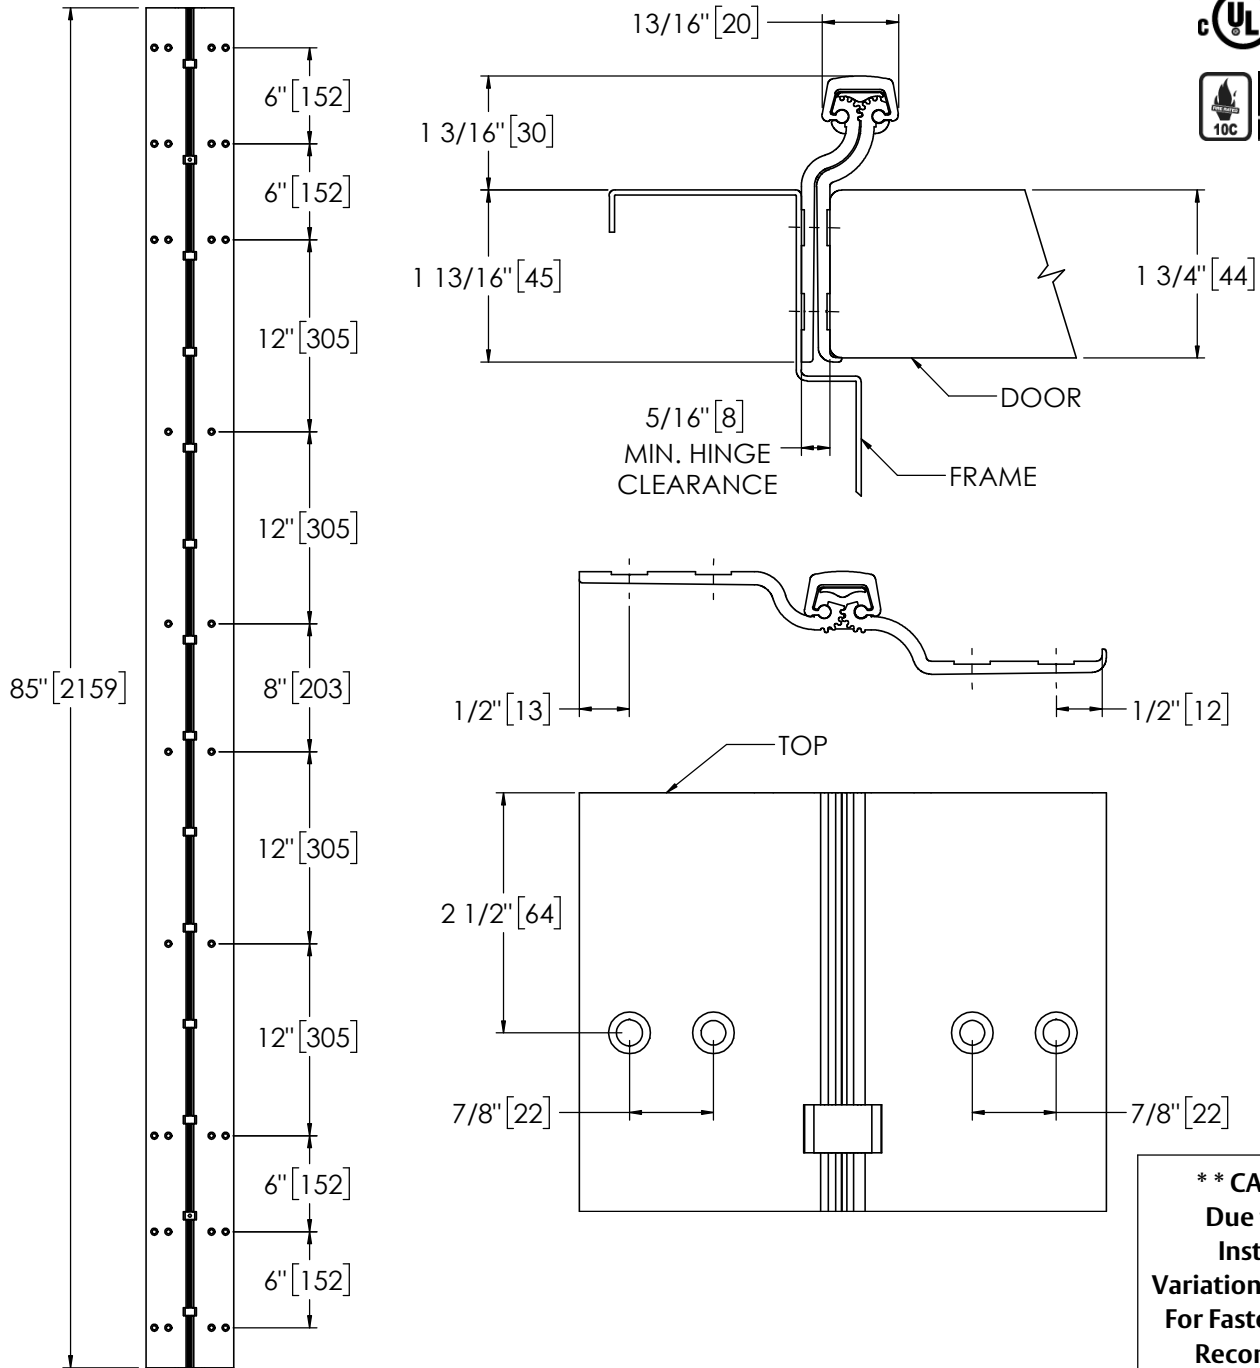 6" [152]
6" [152]
12" [305]
12" [305]
8" [203]
12" [305]
12" [305]
6" [152]
6" [152]
85" [2159]
13/16" [20]
1 3/16" [30]
1 13/16" [45]
1 3/4" [44]
5/16" [8]
MIN. HINGE
CLEARANCE
DOOR
FRAME
1/2" [13]
1/2" [12]
TOP
2 1/2" [64]
7/8" [22]
7/8" [22]
C UL
10C
* * CA
Due
Inst
Variation
For Faste
Recor